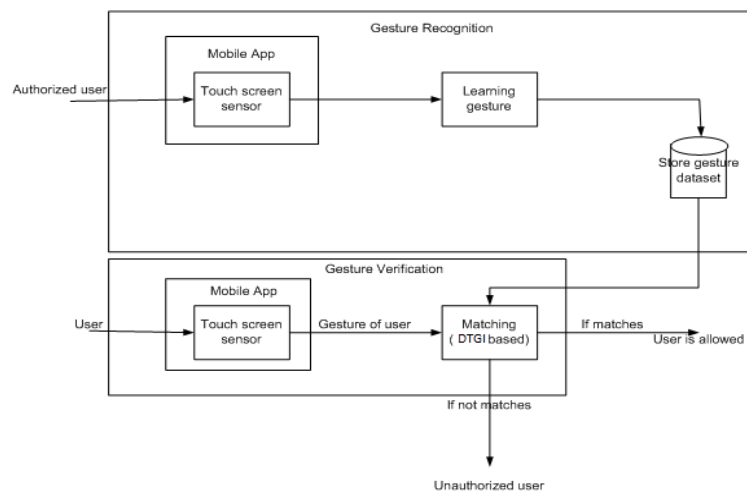 Gesture Recognition
Mobile App
Authorized user
Touch screen
sensor
Learning
gesture
Store gesture
dataset
Gesture Verification
Mobile App
User
Touch screen
sensor
Gesture of user
Matching
( DTGI based)
If matches
User is allowed
If not matches
Unauthorized user